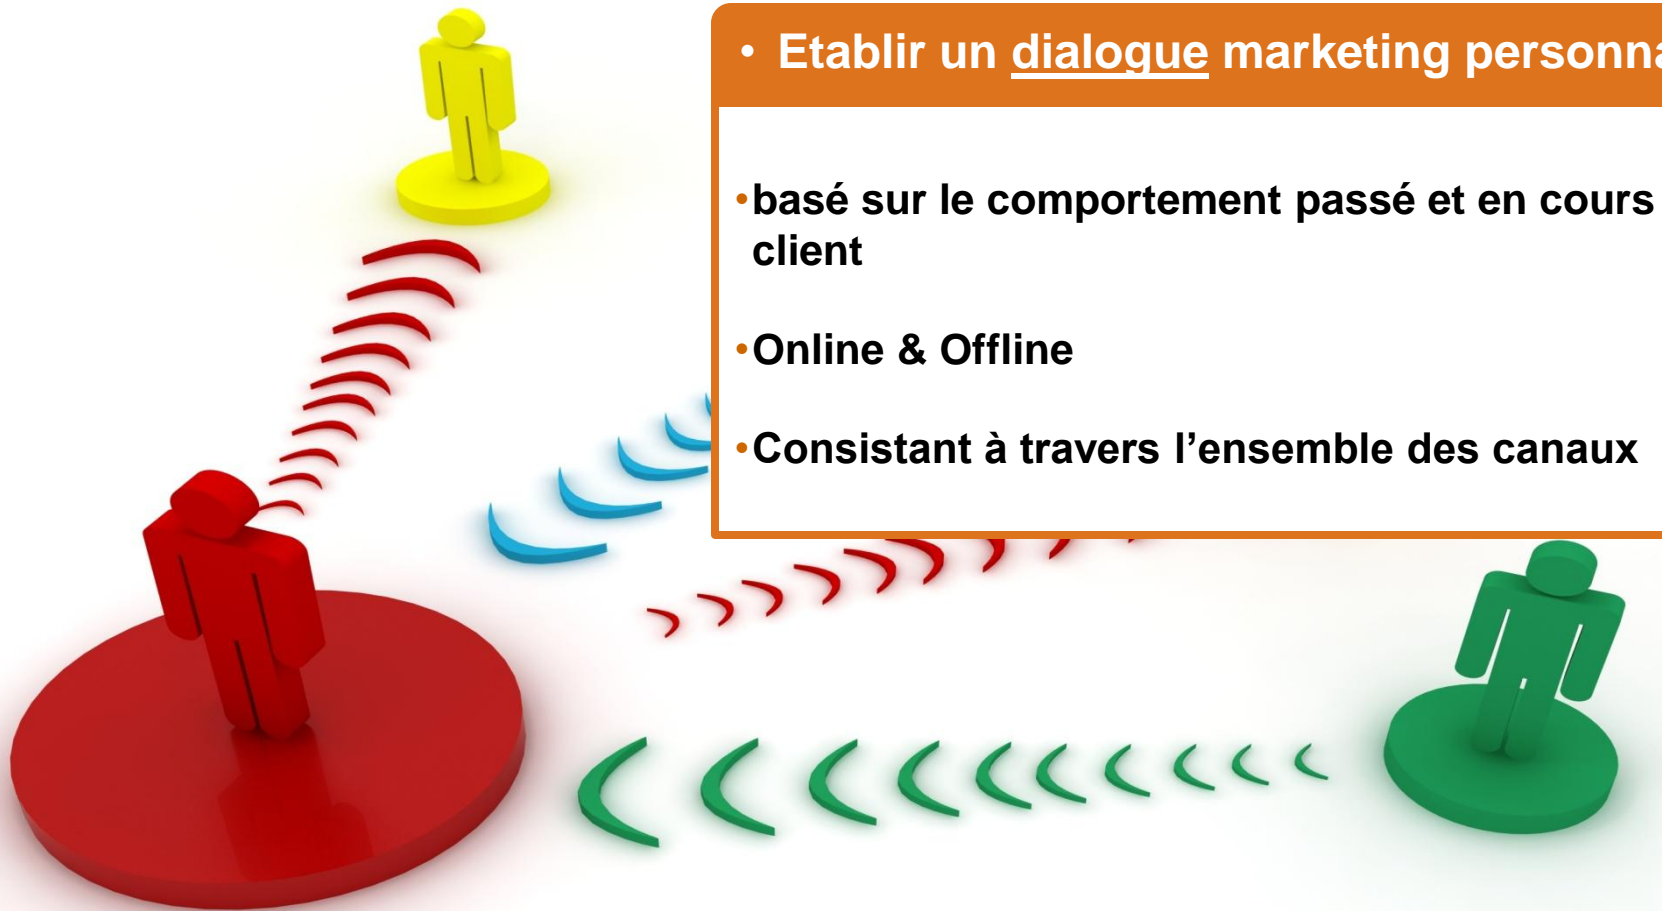 • Etablir un dialogue marketing
•basé sur le comportement passé et en cours
client
•Online & Offline
•Consistant à travers l’ensemble des canaux